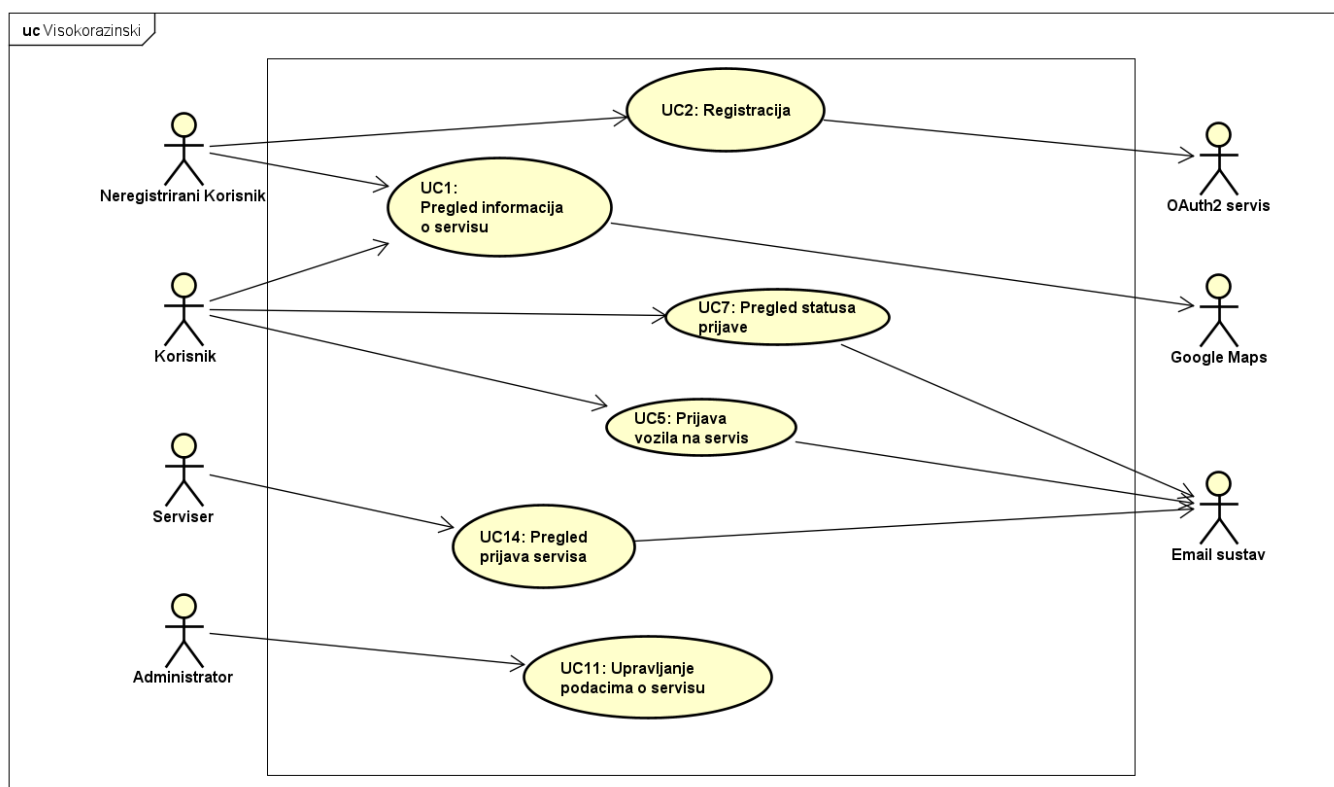 uc Visokorazinski
UC2: Registracija
Neregistrirani Korisnik
OAuth2 servis
UC1:
Pregled informacija
o servisu
UC7: Pregled statusa
prijave
Korisnik
Google Maps
UC5: Prijava
vozila na servis
Serviser
UC14: Pregled
prijava servisa
Email sustav
Administrator
UC11: Upravljanje
podacima o servisu